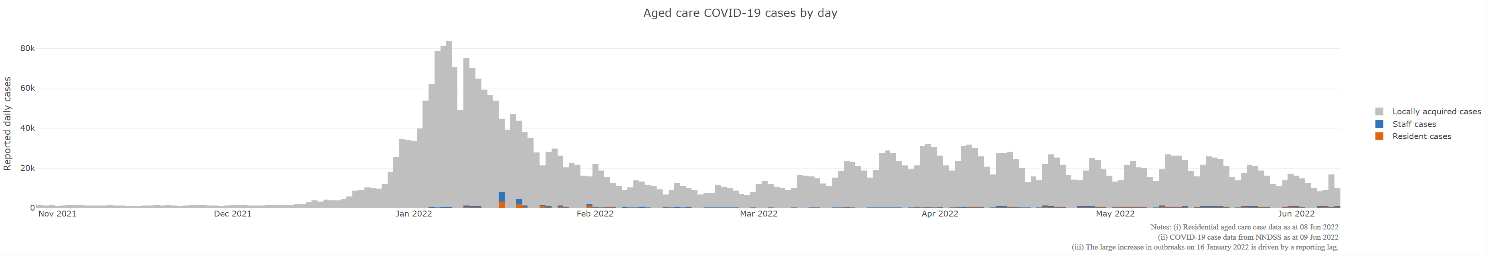 Aged care COVID-19 cases by day
Reported daily cases
80k
60k
40k
20k
0
Nov 2021
Dec 2021
Jan 2022
Feb 2022
Mar 2022
Apr 2022
May 2022
Jun 2022
Locally acquired cases
Staff cases
Resident cases
Notes: (i) Residential aged care case data as at 08 Jun 2022
(ii) COVID-19 case data from NNDSS as at 09 Jun 2022
(iii) The large increase in outbreaks on 16 January 2022 is driven by a reporting lag.